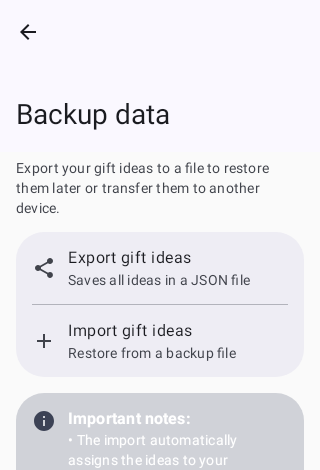 Backup data
Export your gift ideas to a file to restore
them later or transfer them to another
device.
Export gift ideas
Saves all ideas in a JSON file
Import gift ideas
Restore from a backup file
Important notes:
• The import automatically
assigns the ideas to your